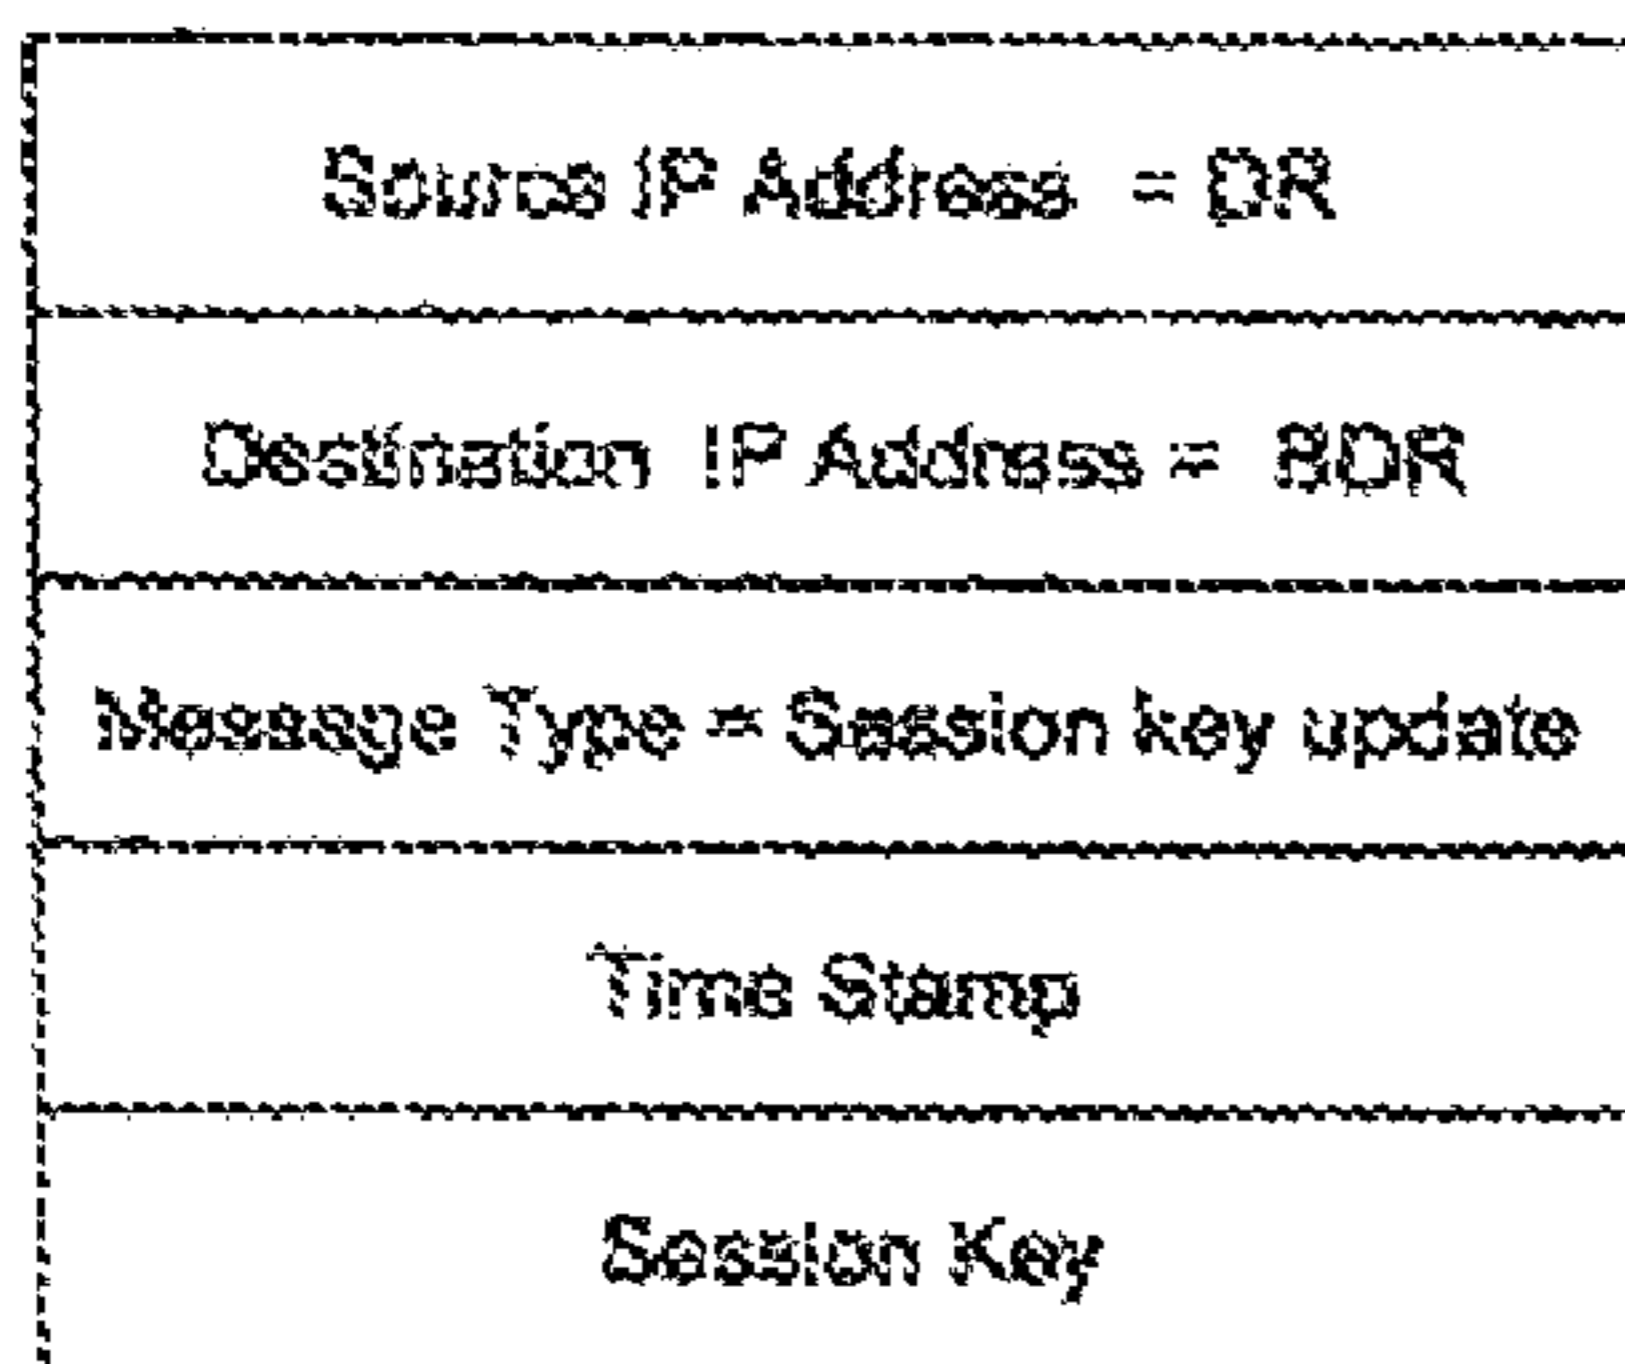 Source IP Address = DR
Destination IP Address = BDR
Message Type = Session key update
Time Stamp
Session Key